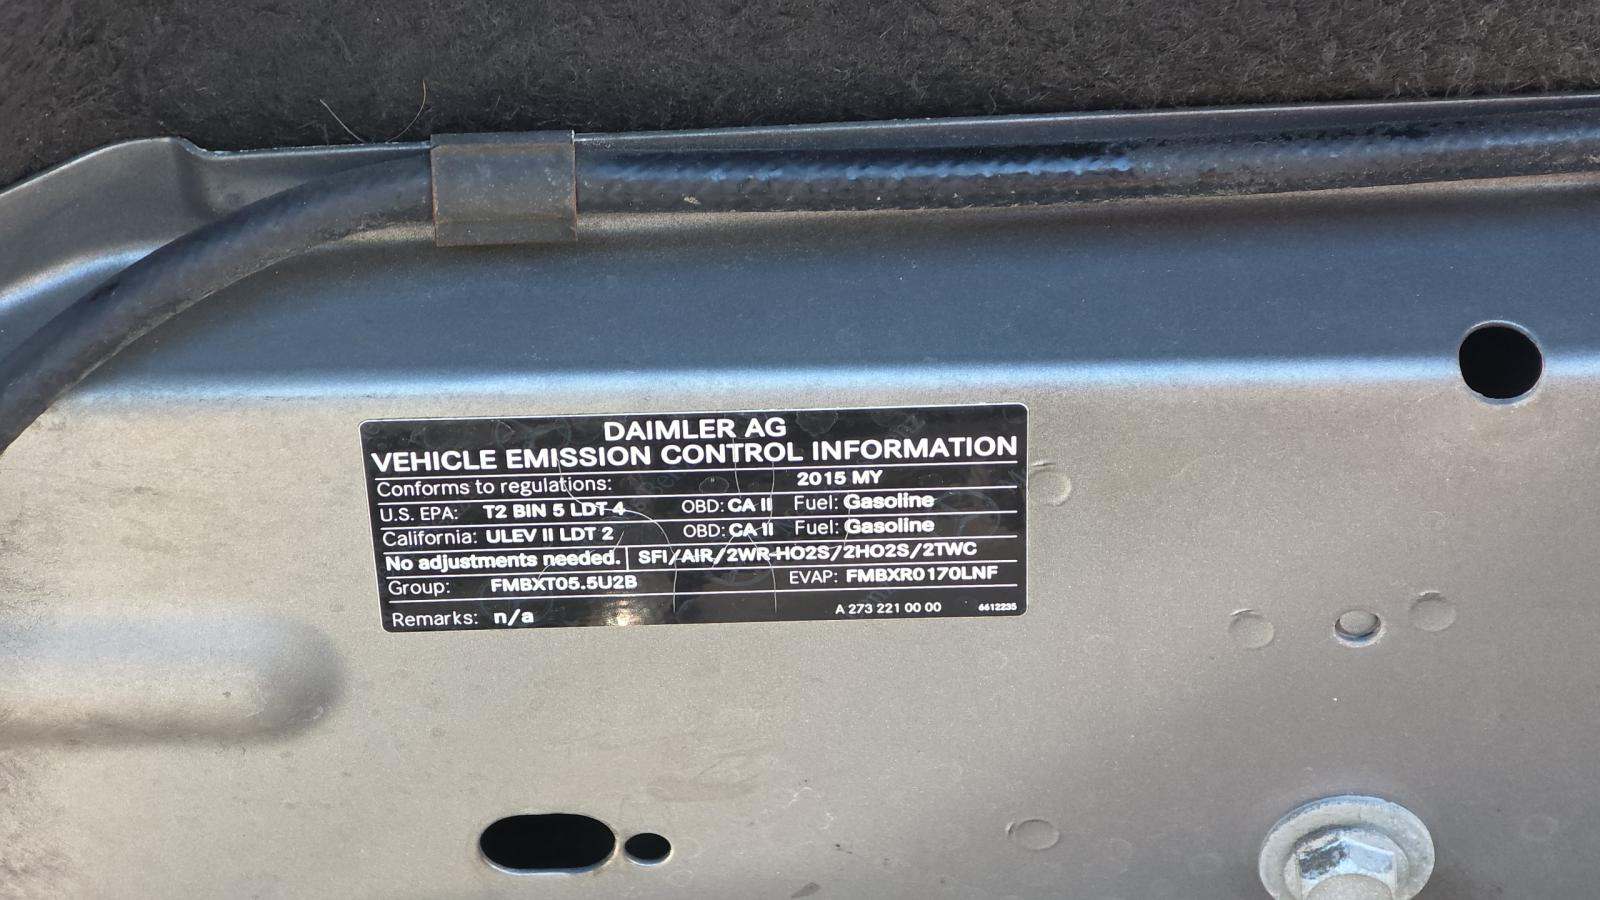 DAIMLER AG
VEHICLE EMISSION CONTROL INFORMATION
Conforms to regulations: 2015 MY
U.S. EPA: T2 BIN 5 LDT 4 OBD: CA II Fuel: Gasoline
California: ULEV II LDT 2 OBD: CA II Fuel: Gasoline
No adjustments needed. SFI/AIR/2WR-HO2S/2HO2S/2TWC
Group: FMBXT05.5U2B EVAP: FMBXR0170LNF
Remarks: n/a A 273 221 00 00 6612235